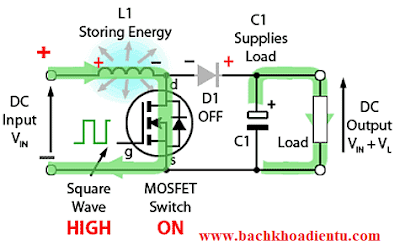 L1
Storing Energy
C1
Supplies
Load
+
+
−
−
+
d
D1
OFF
DC
Input
VIN
+
C1
Load
DC
Output
VIN + VL
g
s
−
Square
Wave
HIGH
MOSFET
Switch
ON
www.bachkhoadientu.com